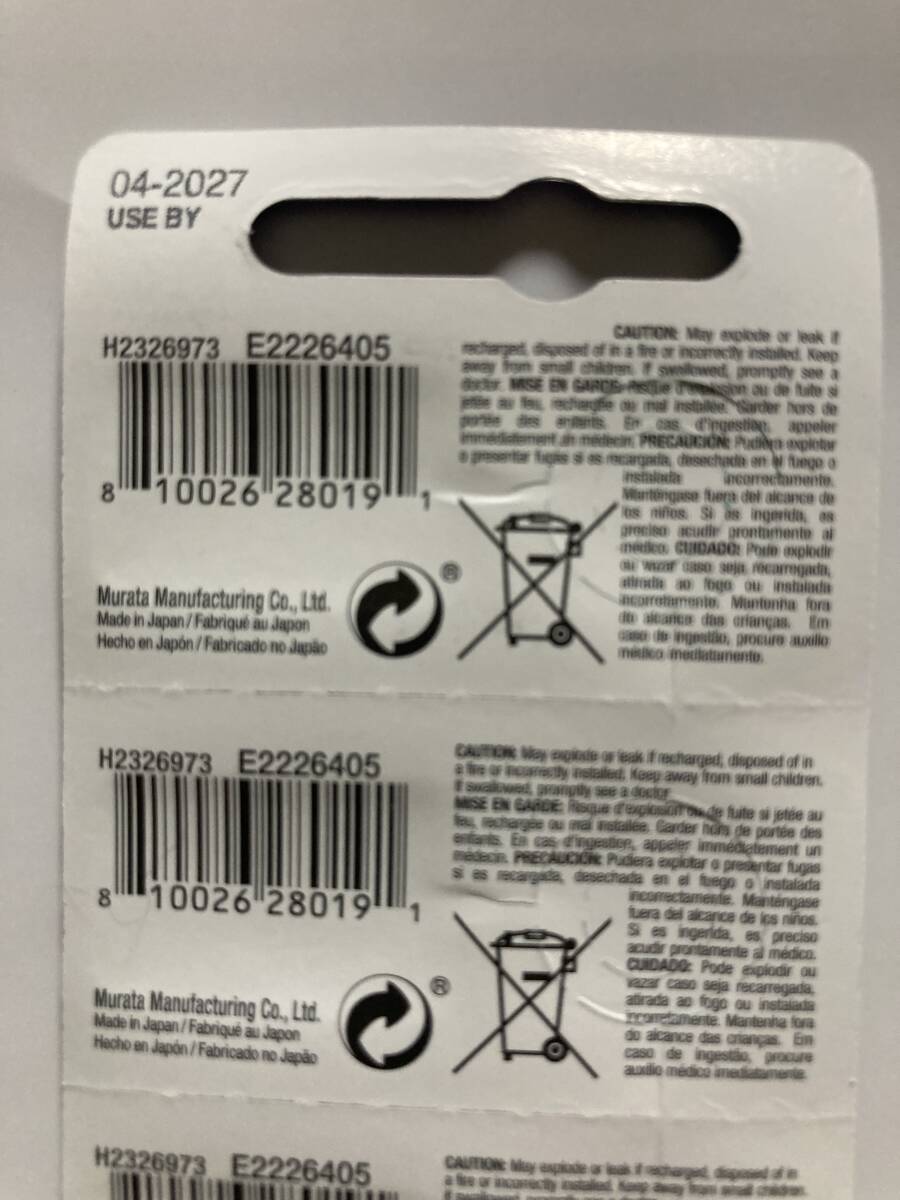 04-2027
USE BY
H2326973 E2226405
8 10026 28019 1
Murata Manufacturing Co., Ltd.
Made in Japan / Fabriqué au Japon
Hecho en Japón / Fabricado no Japão
®
CAUTION: May explode or leak if
recharged, disposed of in a fire or incorrectly installed. Keep
away from small children. If swallowed, promptly see a
doctor. MISE EN GARDE: Risque d'explosion ou de fuite si
jetée au feu, rechargée ou mal installée. Garder hors de
portée des enfants. En cas d'ingestion, appeler
immédiatement un médecin. PRECAUCIÓN: Pudiera explotar
o presentar fugas si es recargada, desechada en el fuego o
instalada incorrectamente.
Manténgase fuera del alcance de
los niños. Si es ingerida, es
preciso acudir prontamente al
médico. CUIDADO: Pode explodir
ou vazar caso seja recarregada,
atirada ao fogo ou instalada
incorretamente. Mantenha fora
do alcance das crianças. Em
caso de ingestão, procure auxílio
médico imediatamente.
H2326973 E2226405
8 10026 28019 1
Murata Manufacturing Co., Ltd.
Made in Japan / Fabriqué au Japon
Hecho en Japón / Fabricado no Japão
®
CAUTION: May explode or leak if recharged, disposed of in
a fire or incorrectly installed. Keep away from small children.
If swallowed, promptly see a doctor.
MISE EN GARDE: Risque d'explosion ou de fuite si jetée au
feu, rechargée ou mal installée. Garder hors de portée des
enfants. En cas d'ingestion, appeler immédiatement un
médecin. PRECAUCIÓN: Pudiera explotar o presentar fugas
si es recargada, desechada en el fuego o instalada
incorrectamente. Manténgase
fuera del alcance de los niños.
Si es ingerida, es preciso
acudir prontamente al médico.
CUIDADO: Pode explodir ou
vazar caso seja recarregada,
atirada ao fogo ou instalada
incorretamente. Mantenha fora
do alcance das crianças. Em
caso de ingestão, procure
auxílio médico imediatamente.
H2326973 E2226405
CAUTION: May explode or leak if recharged, disposed of in
a fire or incorrectly installed. Keep away from small children.